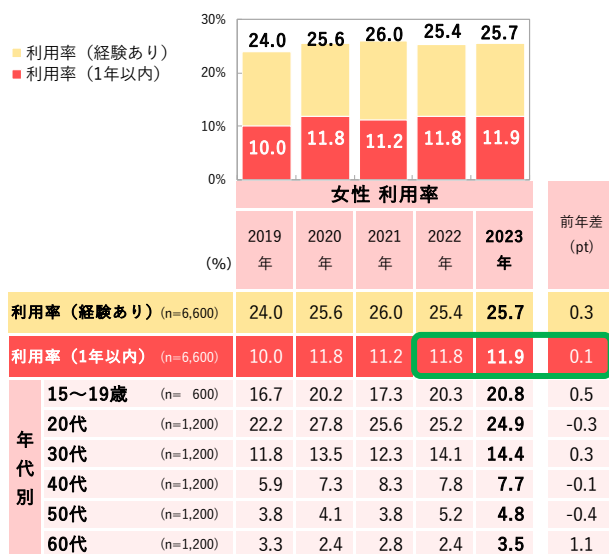 30%
20%
10%
0%
利用率（経験あり）
利用率（1年以内）
24.0 25.6 26.0 25.4 25.7
10.0 11.8 11.2 11.8 11.9
女性 利用率
(%) 2019年 2020年 2021年 2022年 2023年 前年差(pt)
利用率（経験あり）(n=6,600) 24.0 25.6 26.0 25.4 25.7 0.3
利用率（1年以内）(n=6,600) 10.0 11.8 11.2 11.8 11.9 0.1
年代別
15～19歳 (n= 600) 16.7 20.2 17.3 20.3 20.8 0.5
20代 (n=1,200) 22.2 27.8 25.6 25.2 24.9 -0.3
30代 (n=1,200) 11.8 13.5 12.3 14.1 14.4 0.3
40代 (n=1,200) 5.9 7.3 8.3 7.8 7.7 -0.1
50代 (n=1,200) 3.8 4.1 3.8 5.2 4.8 -0.4
60代 (n=1,200) 3.3 2.4 2.8 2.4 3.5 1.1